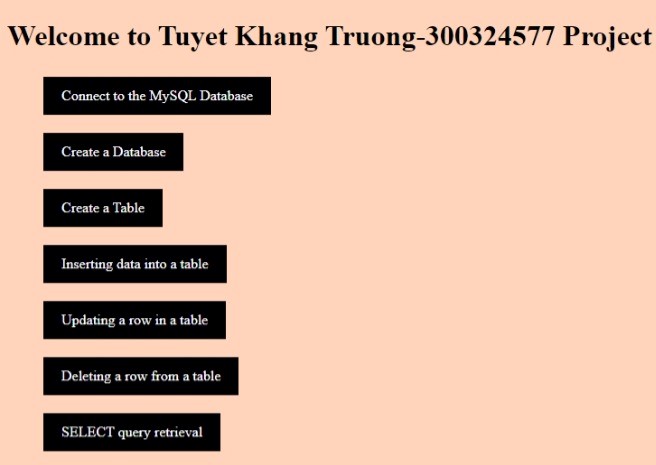 Welcome to Tuyet Khang Truong-300324577 Project
Connect to the MySQL Database
Create a Database
Create a Table
Inserting data into a table
Updating a row in a table
Deleting a row from a table
SELECT query retrieval